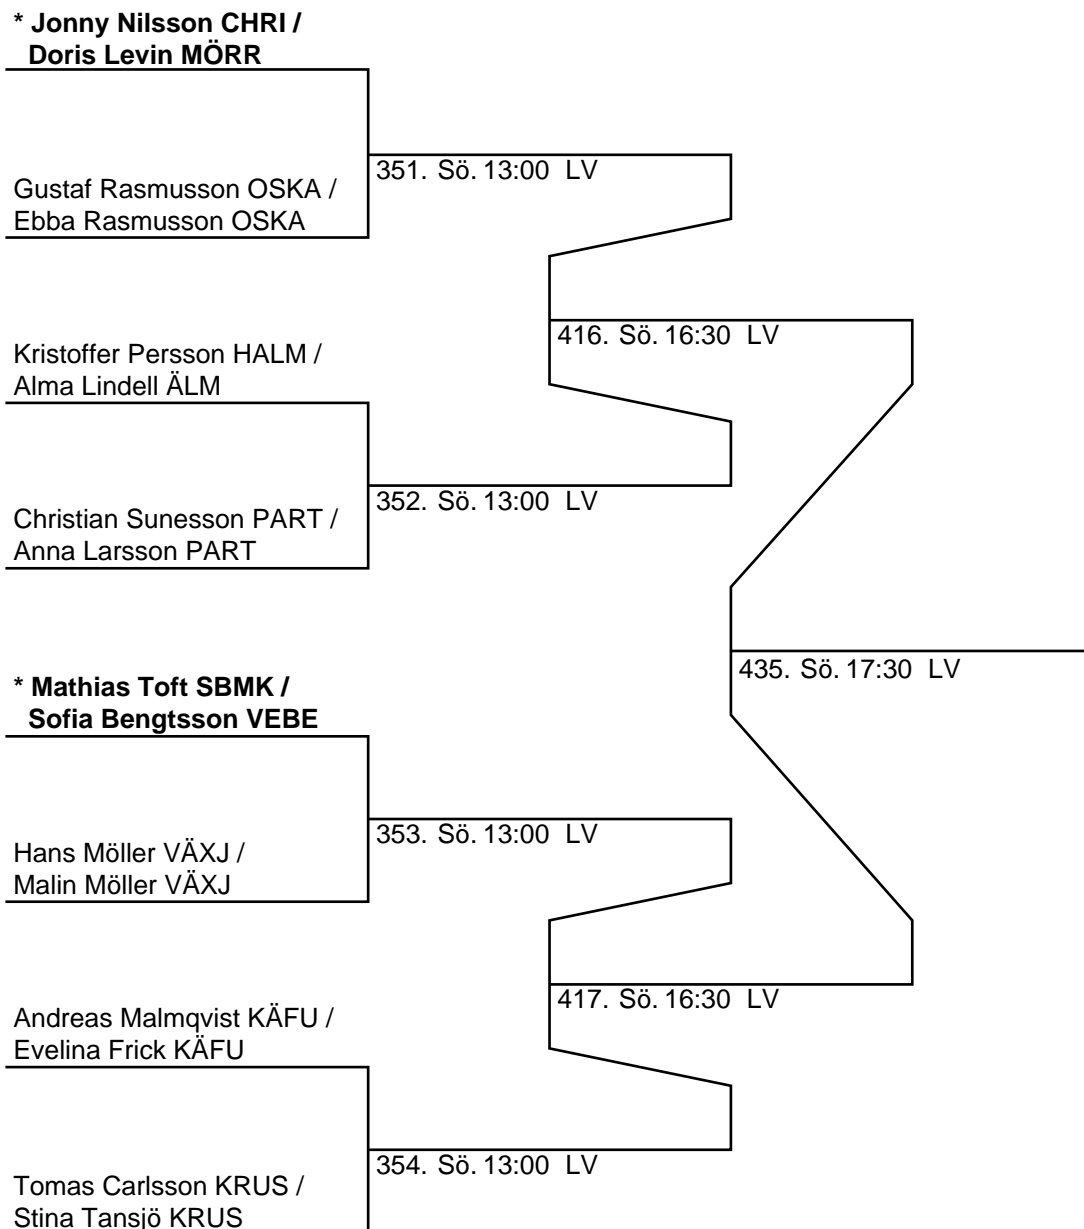 * Jonny Nilsson CHRI /
Doris Levin MÖRR
351. Sö. 13:00 LV
Gustaf Rasmusson OSKA /
Ebba Rasmusson OSKA
416. Sö. 16:30 LV
Kristoffer Persson HALM /
Alma Lindell ÄLM
352. Sö. 13:00 LV
Christian Sunesson PART /
Anna Larsson PART
435. Sö. 17:30 LV
* Mathias Toft SBMK /
Sofia Bengtsson VEBE
353. Sö. 13:00 LV
Hans Möller VÄXJ /
Malin Möller VÄXJ
417. Sö. 16:30 LV
Andreas Malmqvist KÄFU /
Evelina Frick KÄFU
354. Sö. 13:00 LV
Tomas Carlsson KRUS /
Stina Tansjö KRUS